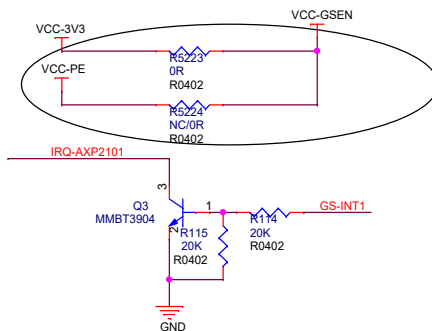 VCC-GSEN
VCC-3V3
R5223
0R
R0402
VCC-PE
R5224
NC/0R
R0402
IRQ-AXP2101
3
Q3
MMBT3904
1
2
R115
20K
R0402
R114
20K
R0402
GS-INT1
GND